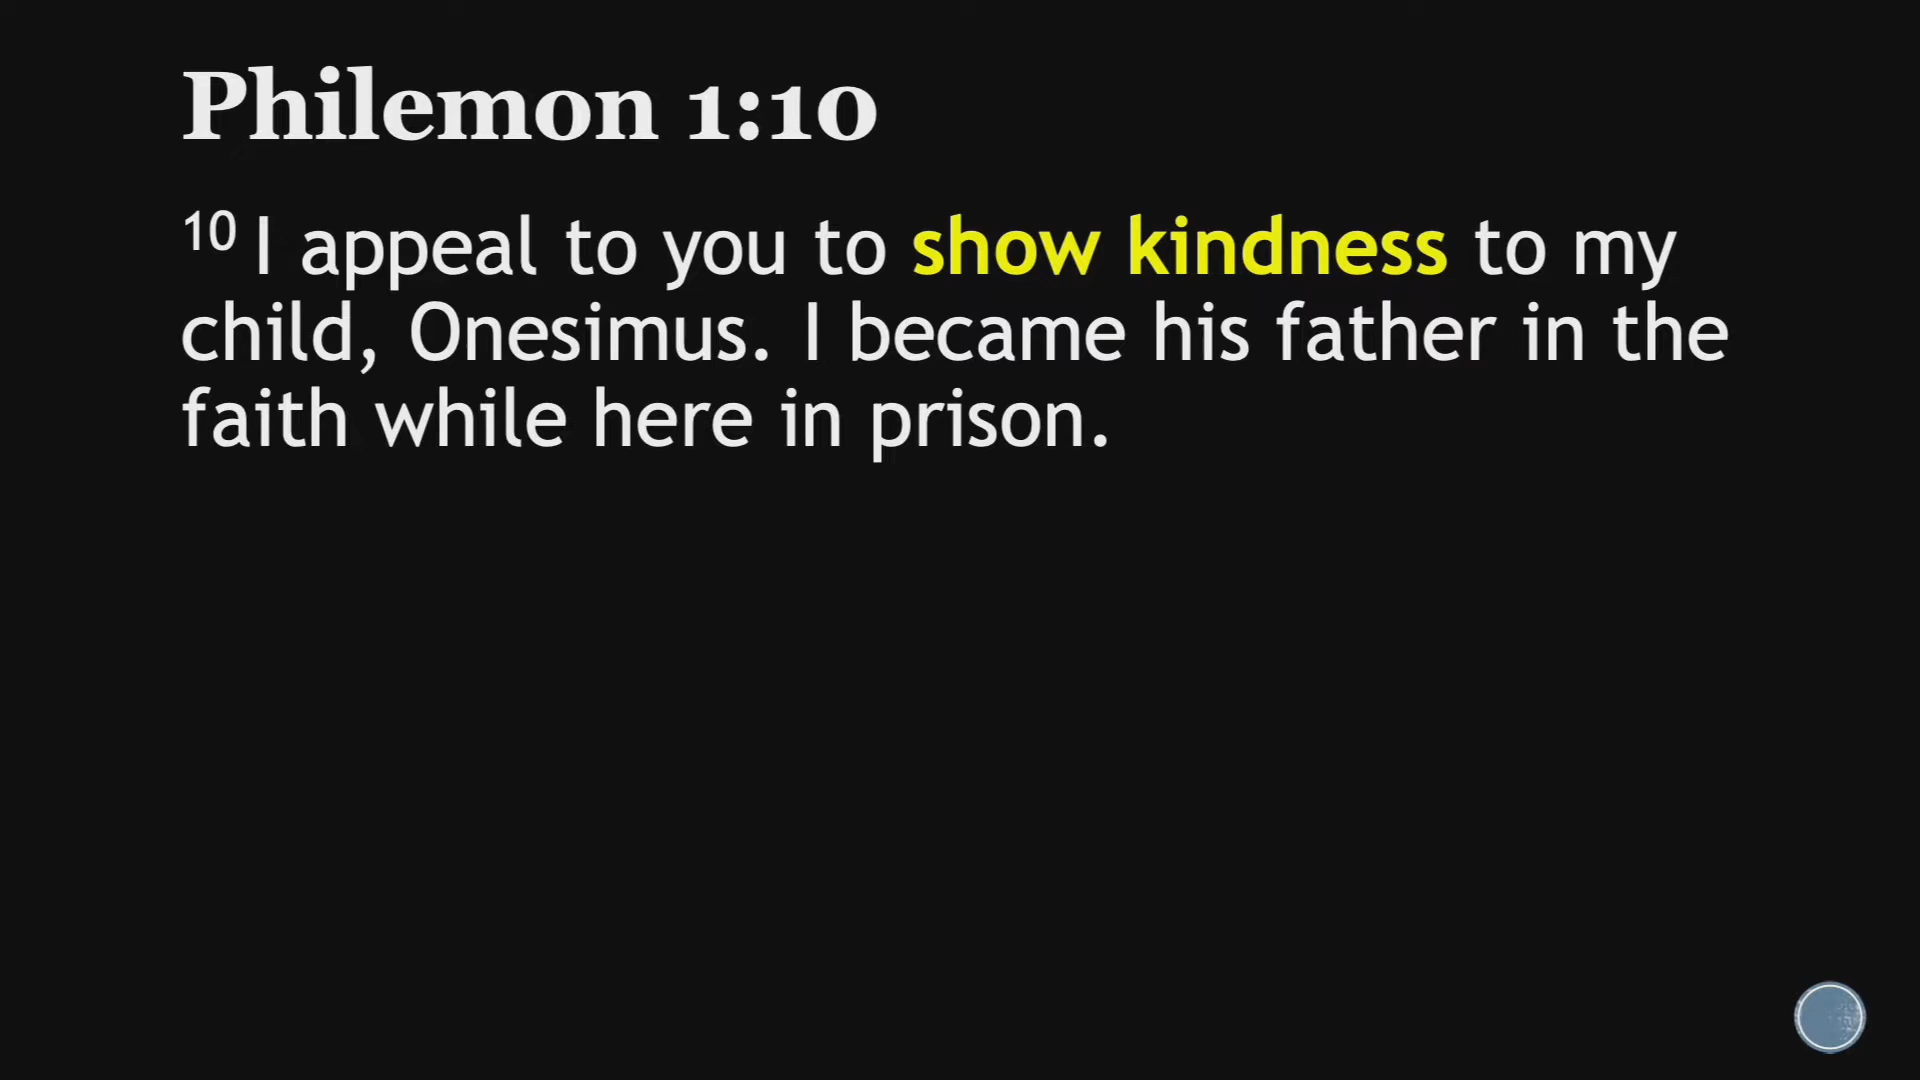 Philemon 1:10
10 I appeal to you to show kindness to my
child, Onesimus. I became his father in the
faith while here in prison.